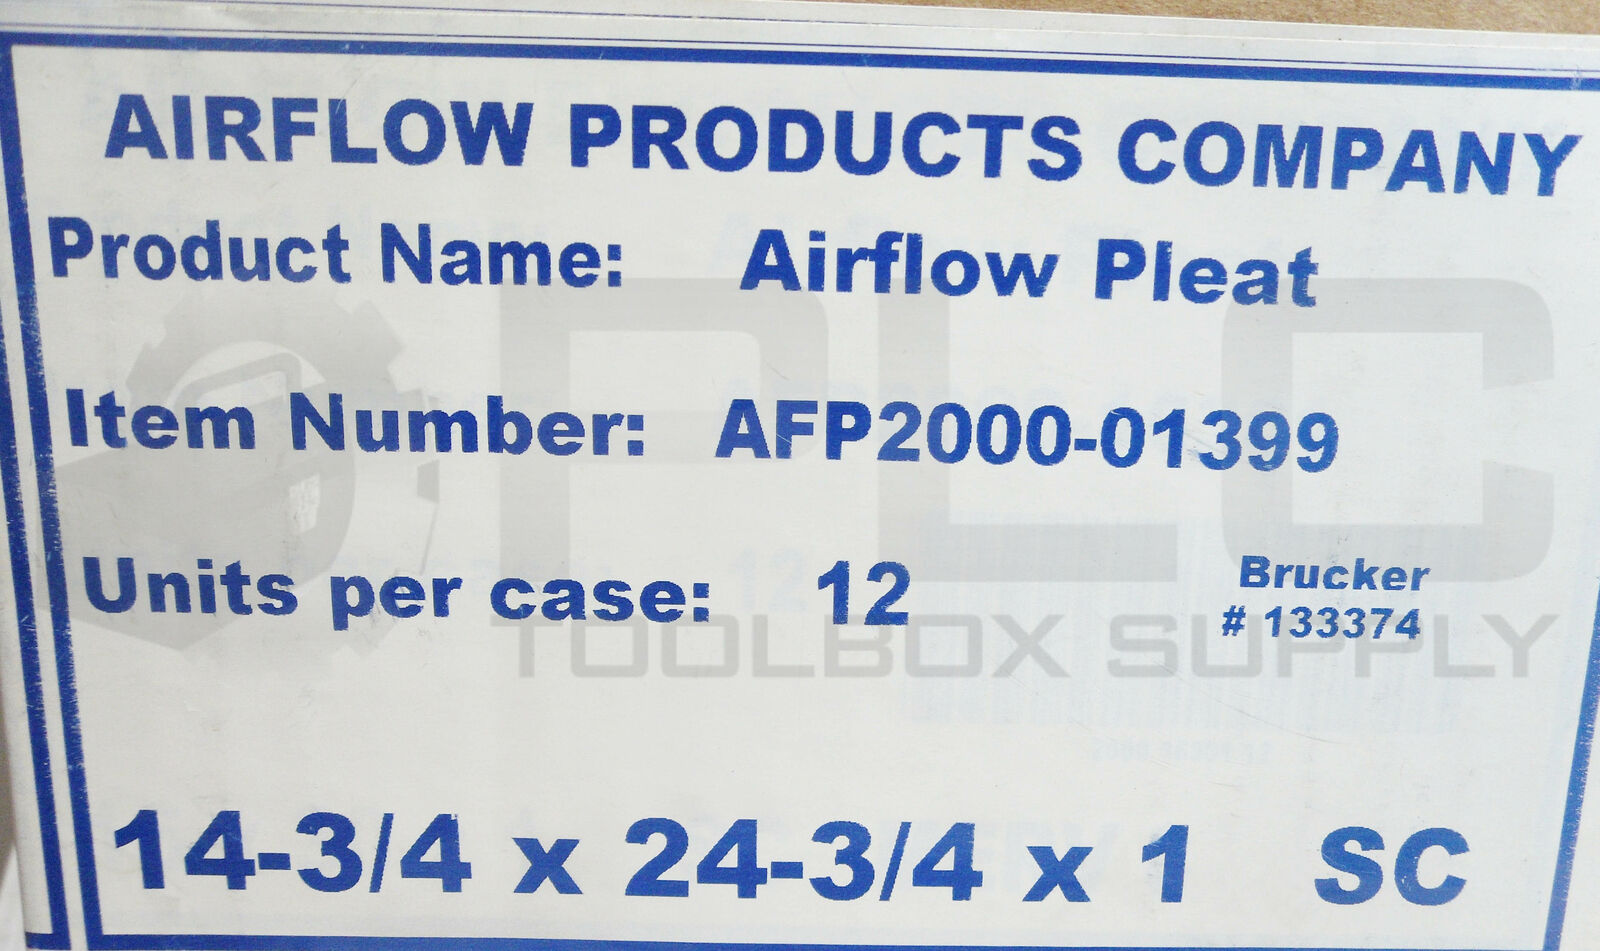 AIRFLOW PRODUCTS COMPANY
Product Name: Airflow Pleat
Item Number: AFP2000-01399
Units per case: 12
Brucker
# 133374
14-3/4 x 24-3/4 x 1 SC
PLC
TOOLBOX SUPPLY